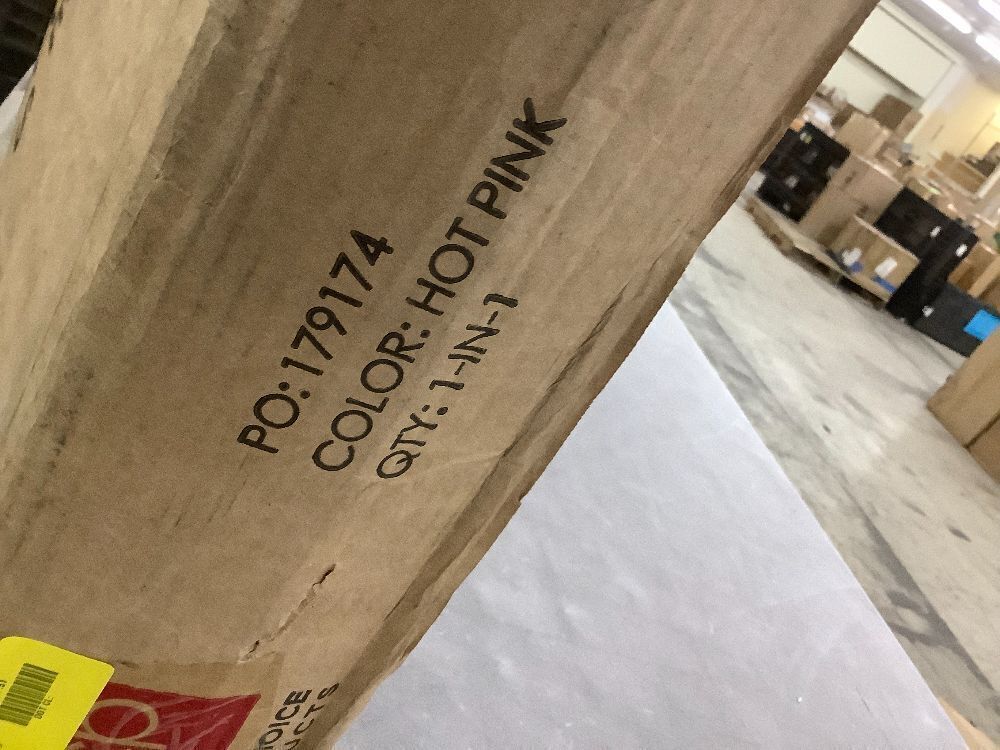 PO: 179174
COLOR: HOT PINK
QTY: 1-IN-1